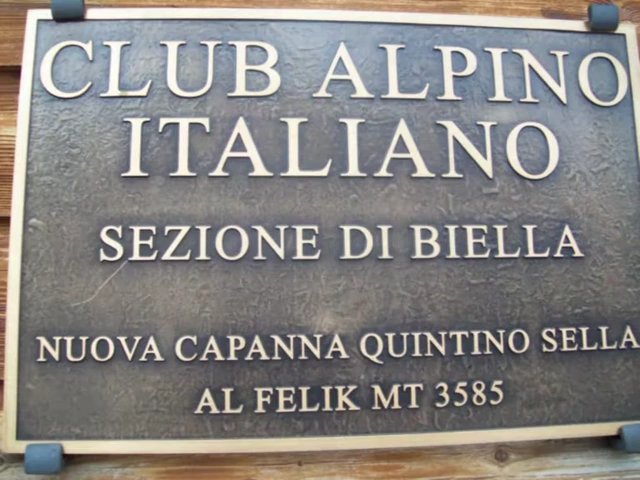 CLUB ALPINO
ITALIANO
SEZIONE DI BIELLA
NUOVA CAPANNA QUINTINO SELLA
AL FELIK MT 3585